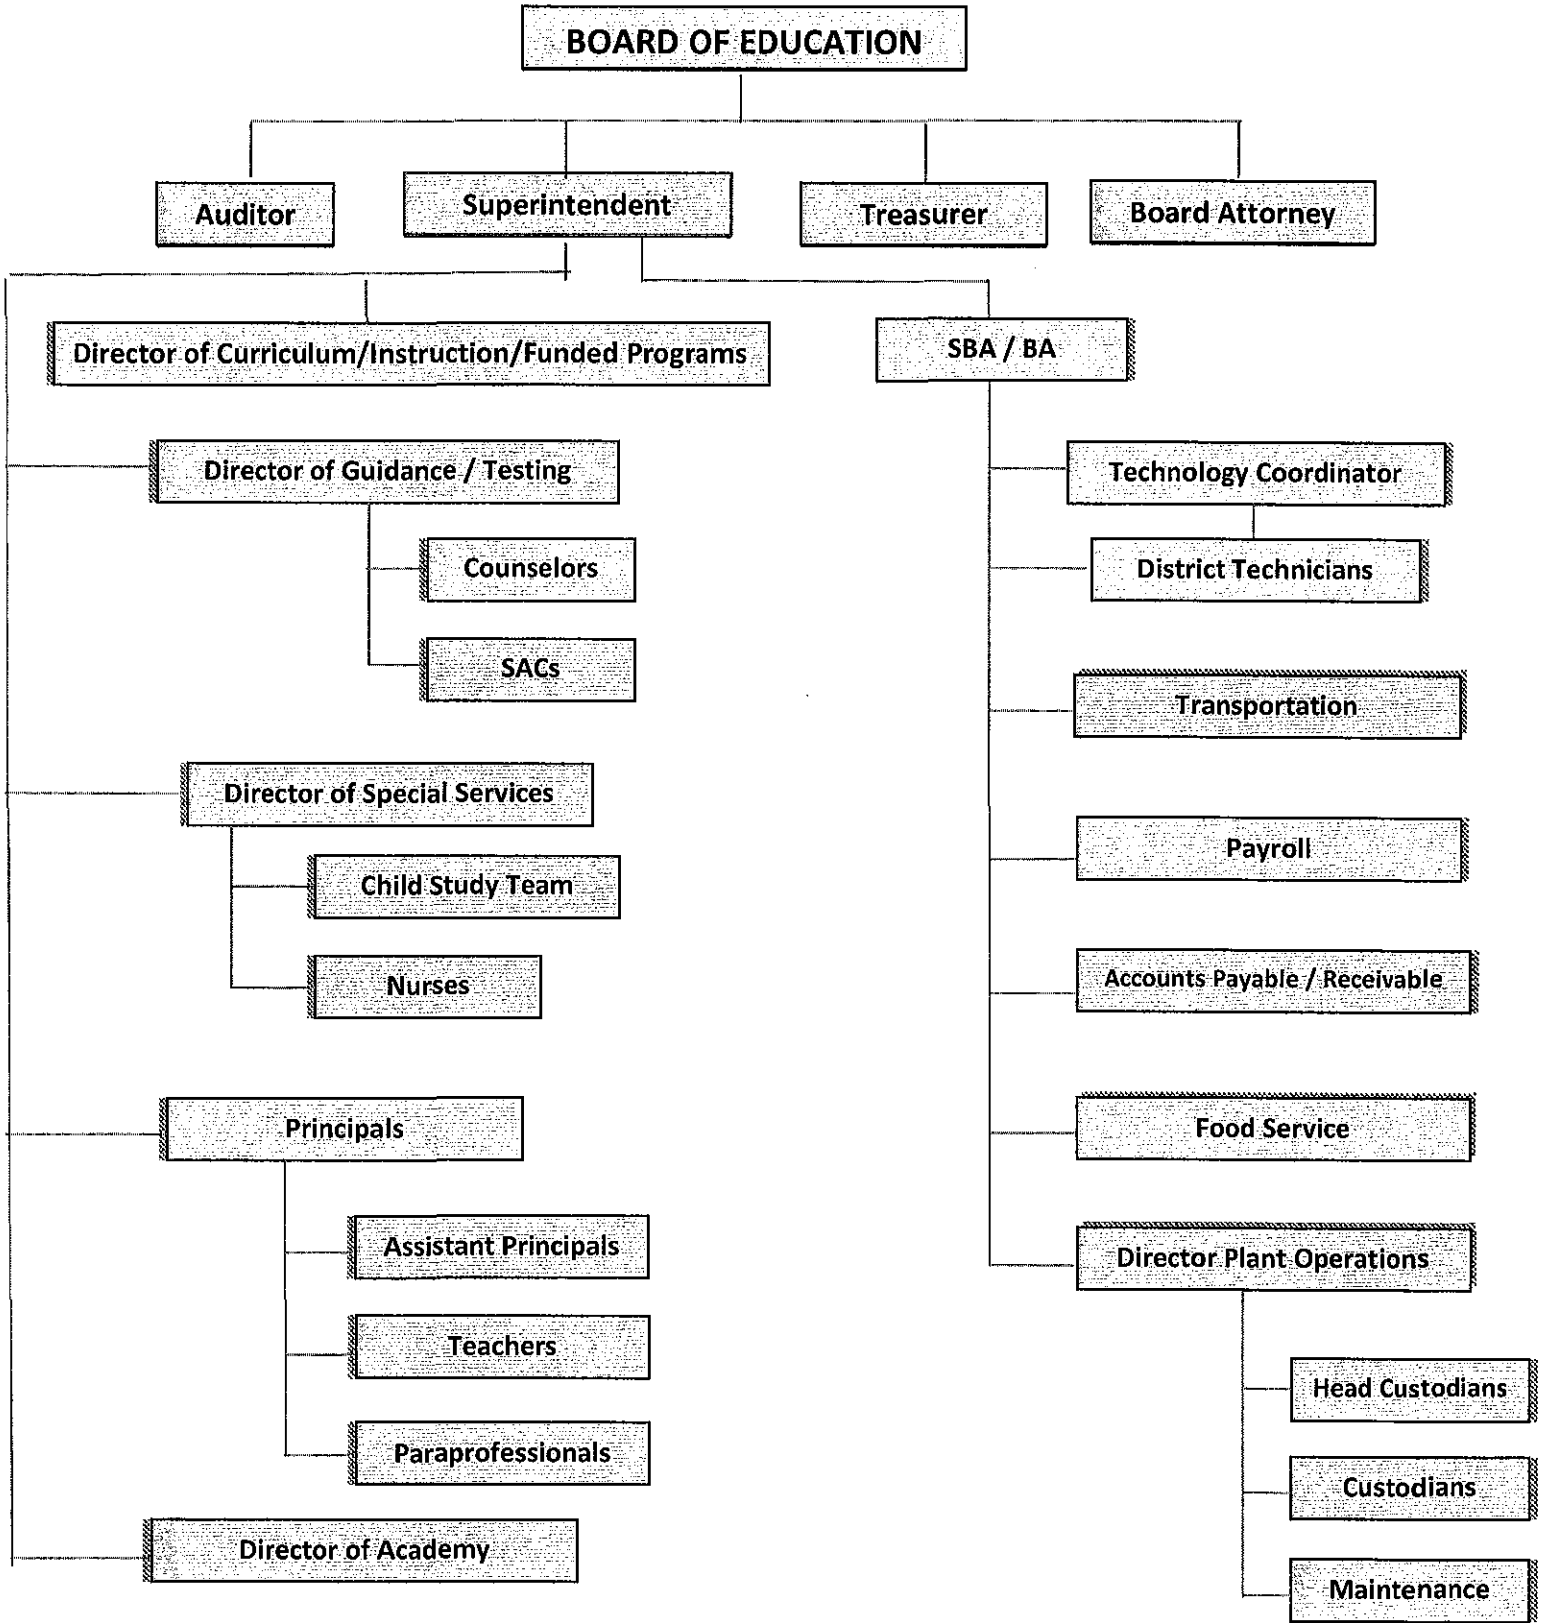 BOARD OF EDUCATION
Auditor
Superintendent
Treasurer
Board Attorney
Director of Curriculum/Instruction/Funded Programs
SBA / BA
Director of Guidance / Testing
Technology Coordinator
Counselors
District Technicians
SACs
Transportation
Director of Special Services
Payroll
Child Study Team
Nurses
Accounts Payable / Receivable
Principals
Food Service
Assistant Principals
Director Plant Operations
Teachers
Head Custodians
Paraprofessionals
Custodians
Director of Academy
Maintenance